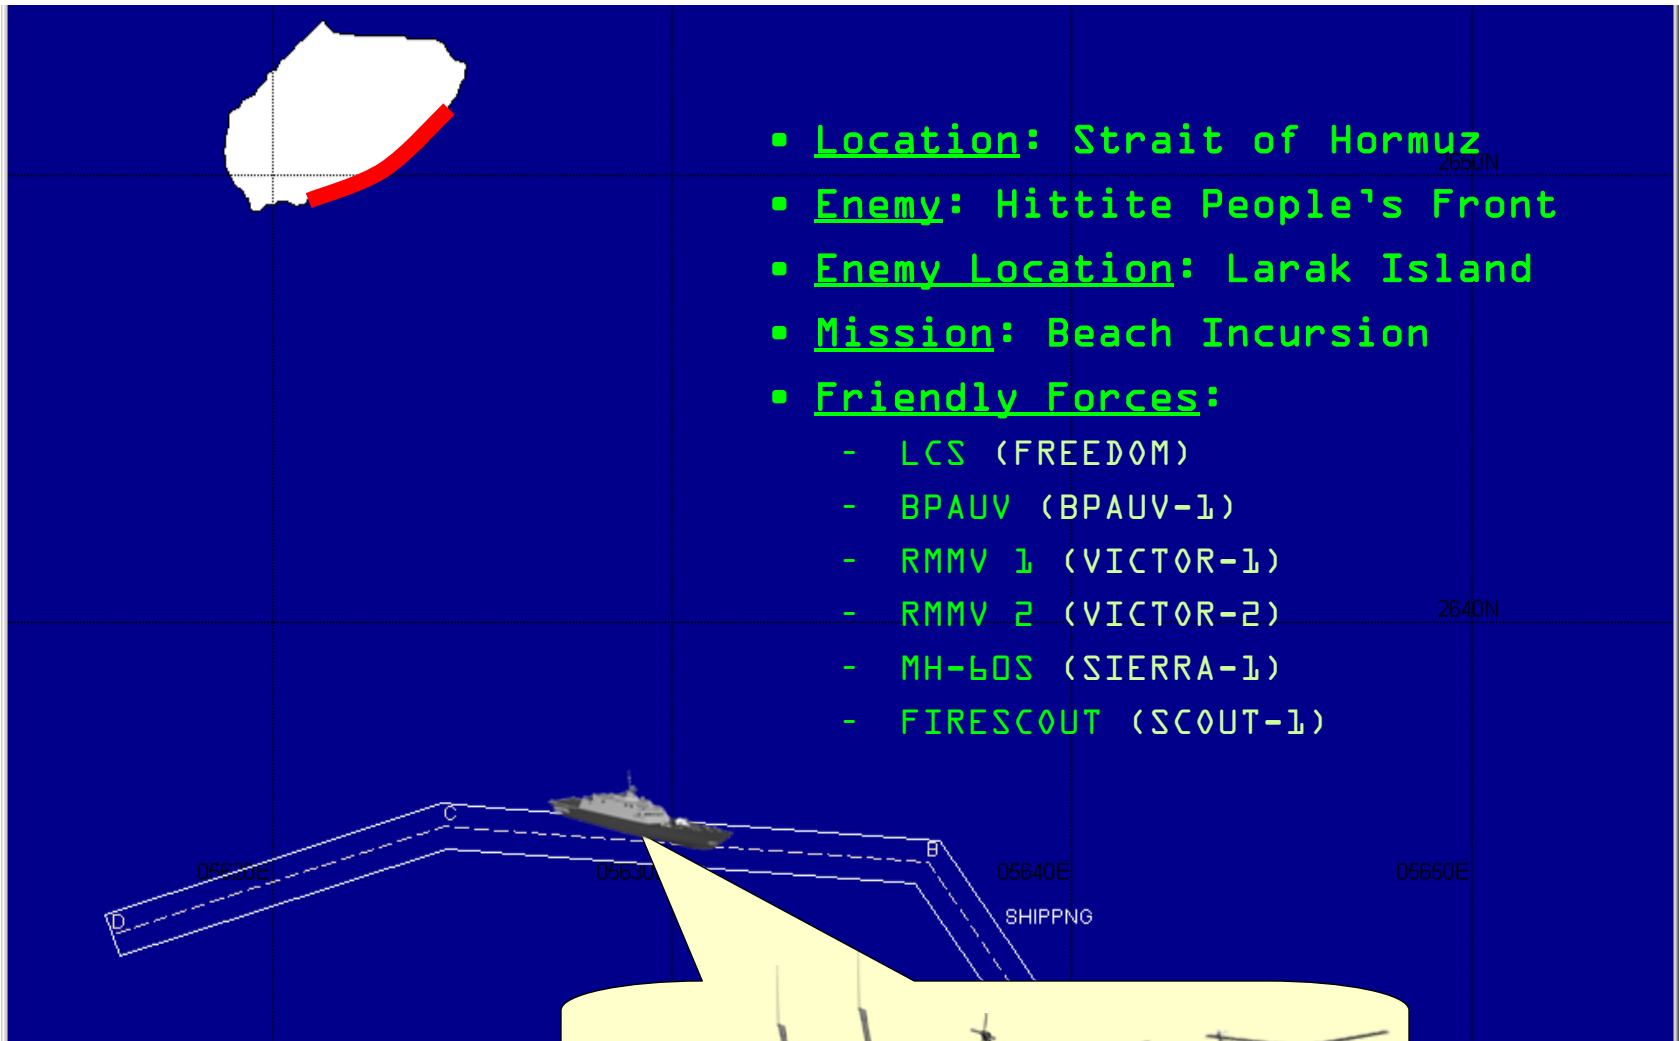 • Location: Strait of Hormuz
2650N
• Enemy: Hittite People's Front
• Enemy Location: Larak Island
• Mission: Beach Incursion
• Friendly Forces:
- LCS (FREEDOM)
- BPAUV (BPAUV-1)
- RMMV 1 (VICTOR-1)
- RMMV 2 (VICTOR-2)
2640N
- MH-60S (SIERRA-1)
- FIRESCOUT (SCOUT-1)
C
B
05620E 05630 05640E 05650E
D
SHIPPNG